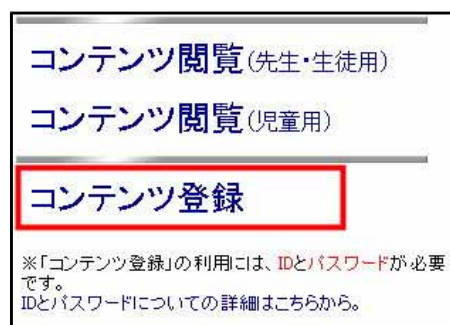 コンテンツ閲覧(先生・生徒用)
コンテンツ閲覧(児童用)
コンテンツ登録
※「コンテンツ登録」の利用には、IDとパスワードが必要
です。
IDとパスワードについての詳細はこちらから。